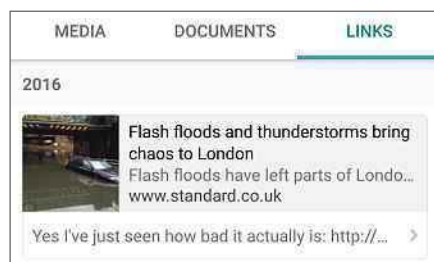 MEDIA DOCUMENTS LINKS
2016
Flash floods and thunderstorms bring
chaos to London
Flash floods have left parts of Londo...
www.standard.co.uk
Yes I've just seen how bad it actually is: http://...